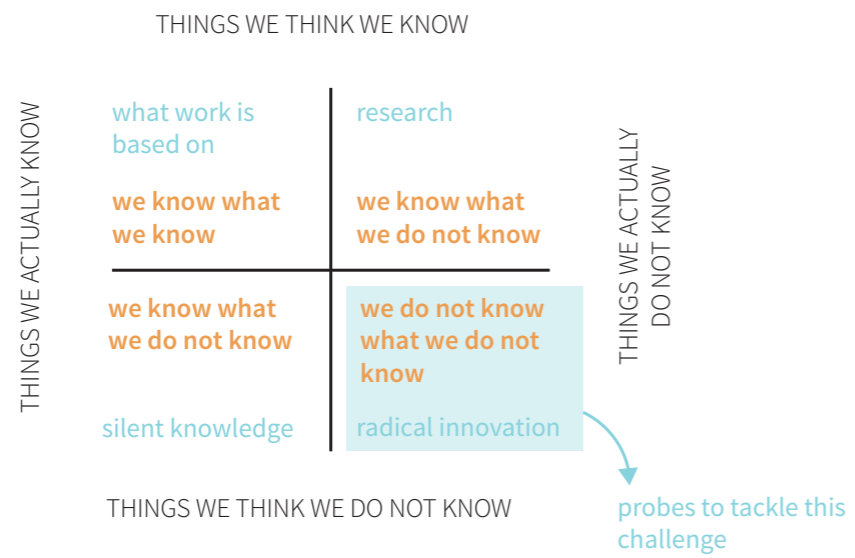 THINGS WE THINK WE KNOW
THINGS WE ACTUALLY KNOW
what work is
based on
we know what
we know
research
we know what
we do not know
THINGS WE ACTUALLY
DO NOT KNOW
we know what
we do not know
silent knowledge
we do not know
what we do not
know
radical innovation
THINGS WE THINK WE DO NOT KNOW
probes to tackle this
challenge